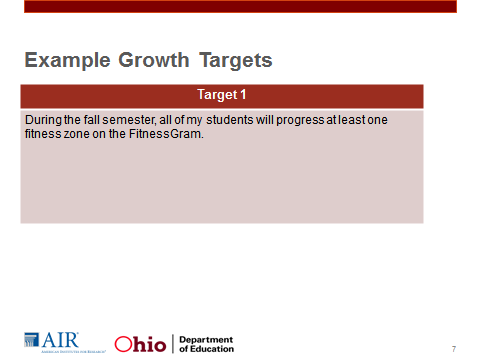 Example Growth Targets
Target 1
During the fall semester, all of my students will progress at least one
fitness zone on the FitnessGram.
AIR
AMERICAN INSTITUTES FOR RESEARCH
Ohio
Department
of Education
7